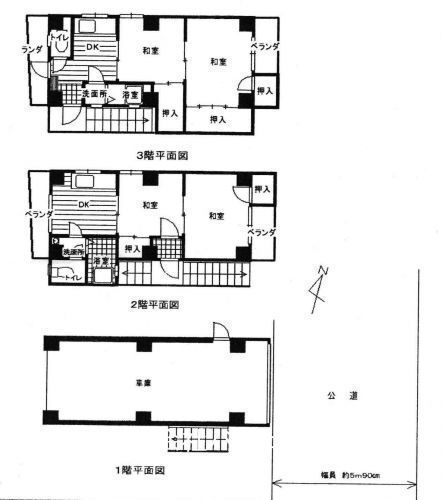 ベランダ
トイレ
DK
和室
和室
ベランダ
洗面所
浴室
押入
押入
押入
3階平面図
ベランダ
DK
和室
和室
押入
ベランダ
洗面所
浴室
押入
トイレ
2階平面図
N
車庫
公道
1階平面図
幅員 約5m90cm